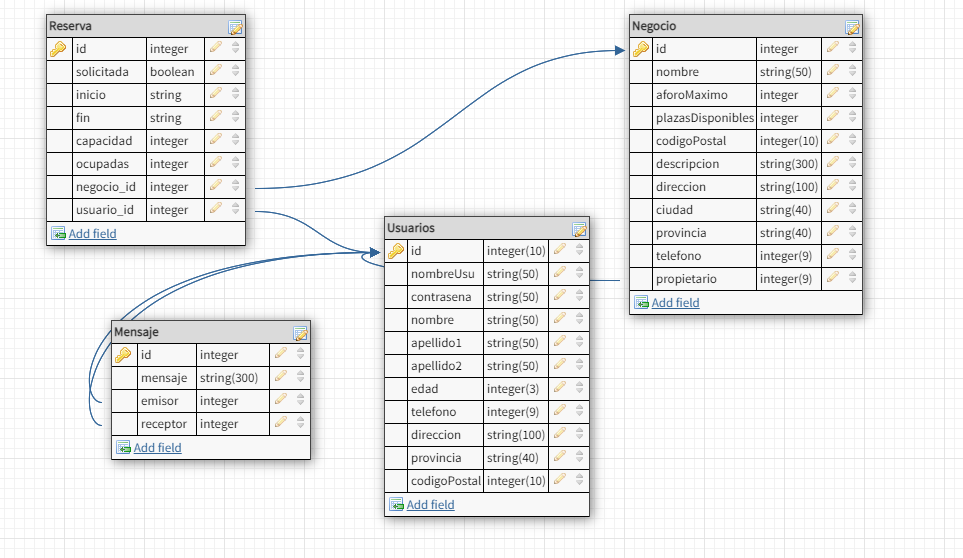 Reserva
id integer
solicitada boolean
inicio string
fin string
capacidad integer
ocupadas integer
negocio_id integer
usuario_id integer
Add field
Negocio
id integer
nombre string(50)
aforoMaximo integer
plazasDisponibles integer
codigoPostal integer(10)
descripcion string(300)
direccion string(100)
ciudad string(40)
provincia string(40)
telefono integer(9)
propietario integer(9)
Add field
Usuarios
id integer(10)
nombreUsu string(50)
contrasena string(50)
nombre string(50)
apellido1 string(50)
apellido2 string(50)
edad integer(3)
telefono integer(9)
direccion string(100)
provincia string(40)
codigoPostal integer(10)
Add field
Mensaje
id integer
mensaje string(300)
emisor integer
receptor integer
Add field